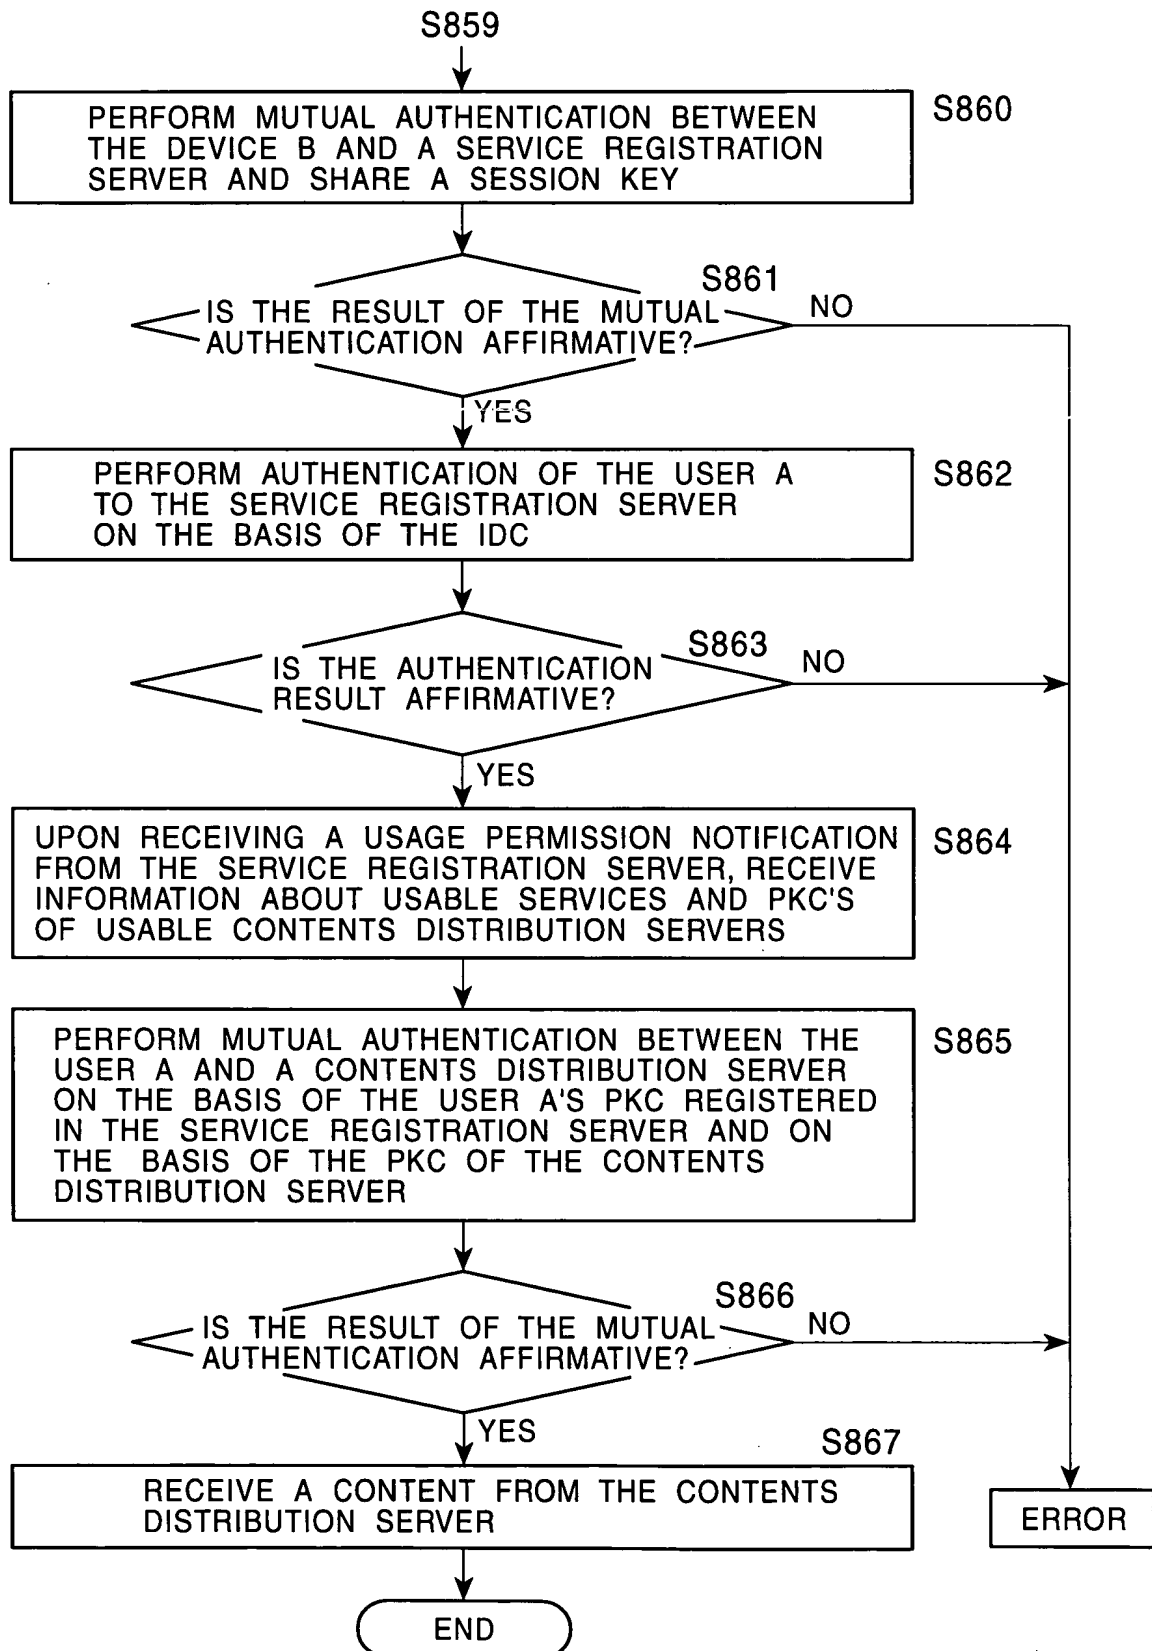 S859
PERFORM MUTUAL AUTHENTICATION BETWEEN
THE DEVICE B AND A SERVICE REGISTRATION
SERVER AND SHARE A SESSION KEY
S860
S861
IS THE RESULT OF THE MUTUAL
AUTHENTICATION AFFIRMATIVE?
NO
YES
PERFORM AUTHENTICATION OF THE USER A
TO THE SERVICE REGISTRATION SERVER
ON THE BASIS OF THE IDC
S862
S863
IS THE AUTHENTICATION
RESULT AFFIRMATIVE?
NO
YES
UPON RECEIVING A USAGE PERMISSION NOTIFICATION
FROM THE SERVICE REGISTRATION SERVER, RECEIVE
INFORMATION ABOUT USABLE SERVICES AND PKC'S
OF USABLE CONTENTS DISTRIBUTION SERVERS
S864
PERFORM MUTUAL AUTHENTICATION BETWEEN THE
USER A AND A CONTENTS DISTRIBUTION SERVER
ON THE BASIS OF THE USER A'S PKC REGISTERED
IN THE SERVICE REGISTRATION SERVER AND ON
THE BASIS OF THE PKC OF THE CONTENTS
DISTRIBUTION SERVER
S865
S866
IS THE RESULT OF THE MUTUAL
AUTHENTICATION AFFIRMATIVE?
NO
YES
S867
RECEIVE A CONTENT FROM THE CONTENTS
DISTRIBUTION SERVER
ERROR
END